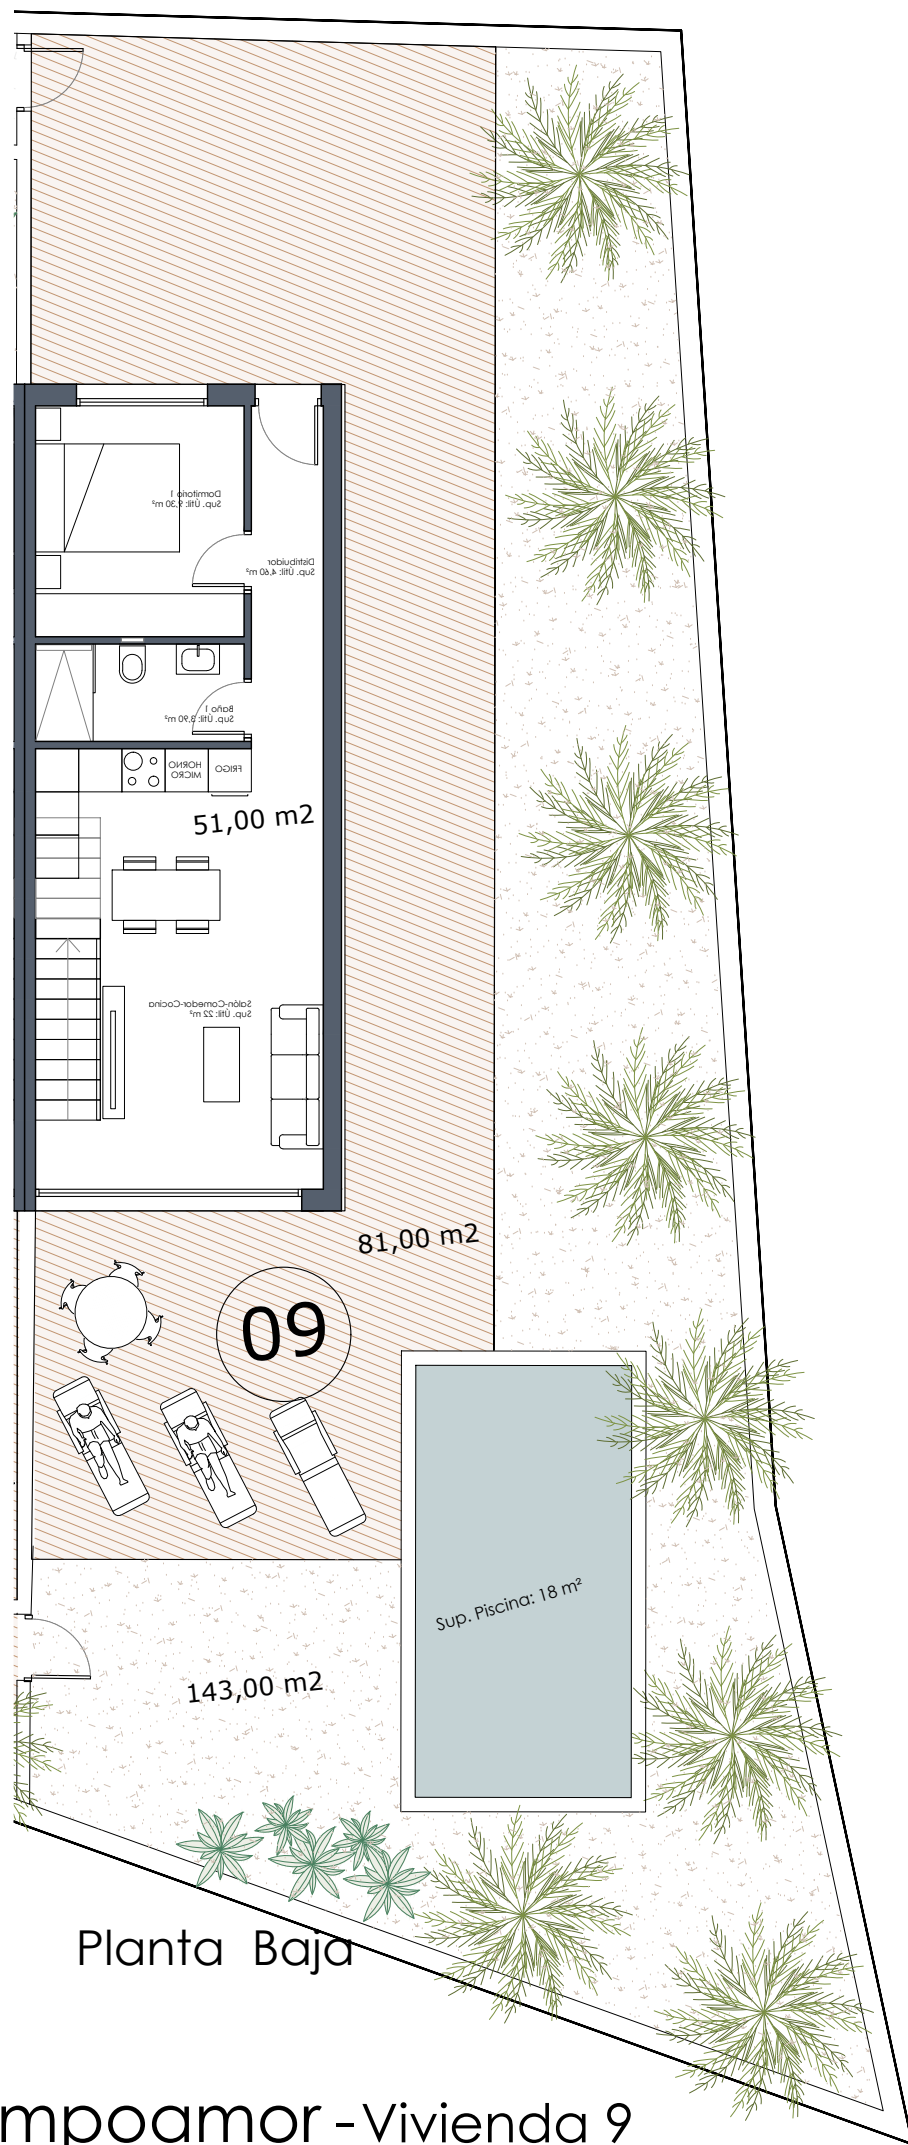 Dormitorio 1
Sup. Útil: 9,30 m²
Distribuidor
Sup. Útil: 4,60 m²
Baño 1
Sup. Útil: 3,90 m²
HORNO
MICRO
FRIGO
51,00 m2
Salón-Comedor-Cocina
Sup. Útil: 22 m²
81,00 m2
09
Sup. Piscina: 18 m²
143,00 m2
Planta Baja
mpoamor - Vivienda 9